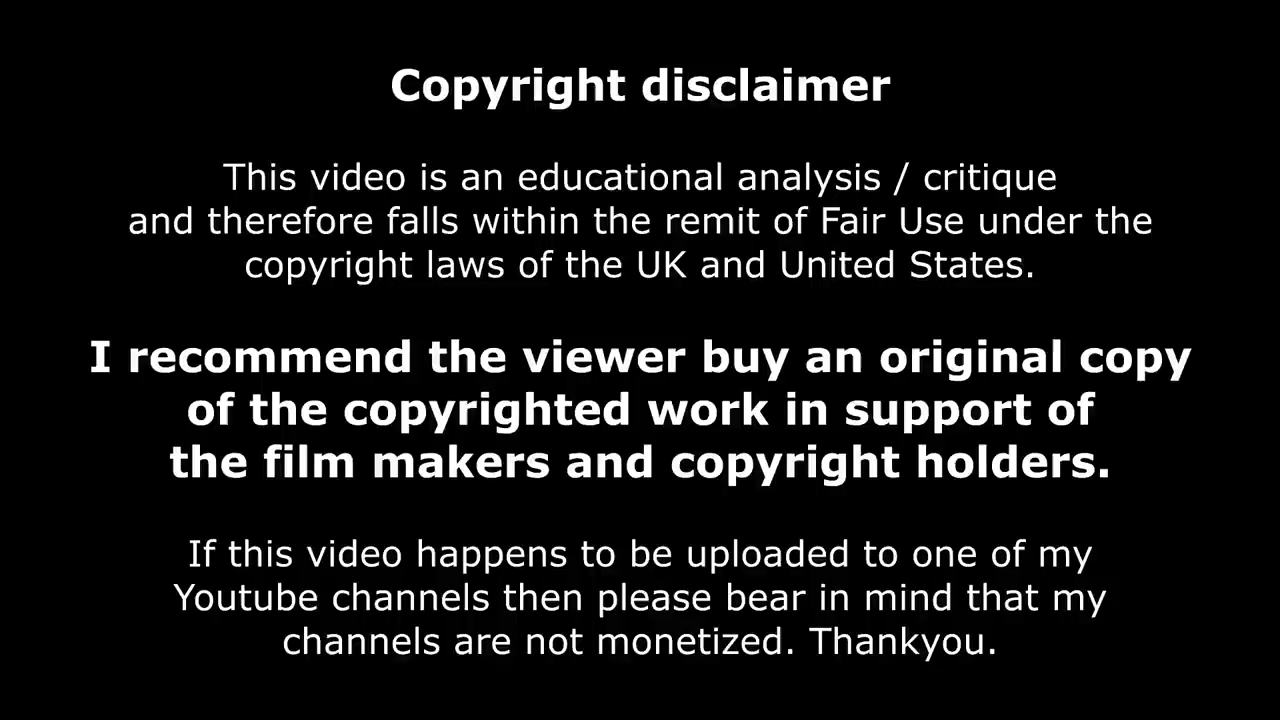 Copyright disclaimer
This video is an educational analysis / critique
and therefore falls within the remit of Fair Use under the
copyright laws of the UK and United States.
I recommend the viewer buy an original copy
of the copyrighted work in support of
the film makers and copyright holders.
If this video happens to be uploaded to one of my
Youtube channels then please bear in mind that my
channels are not monetized. Thankyou.